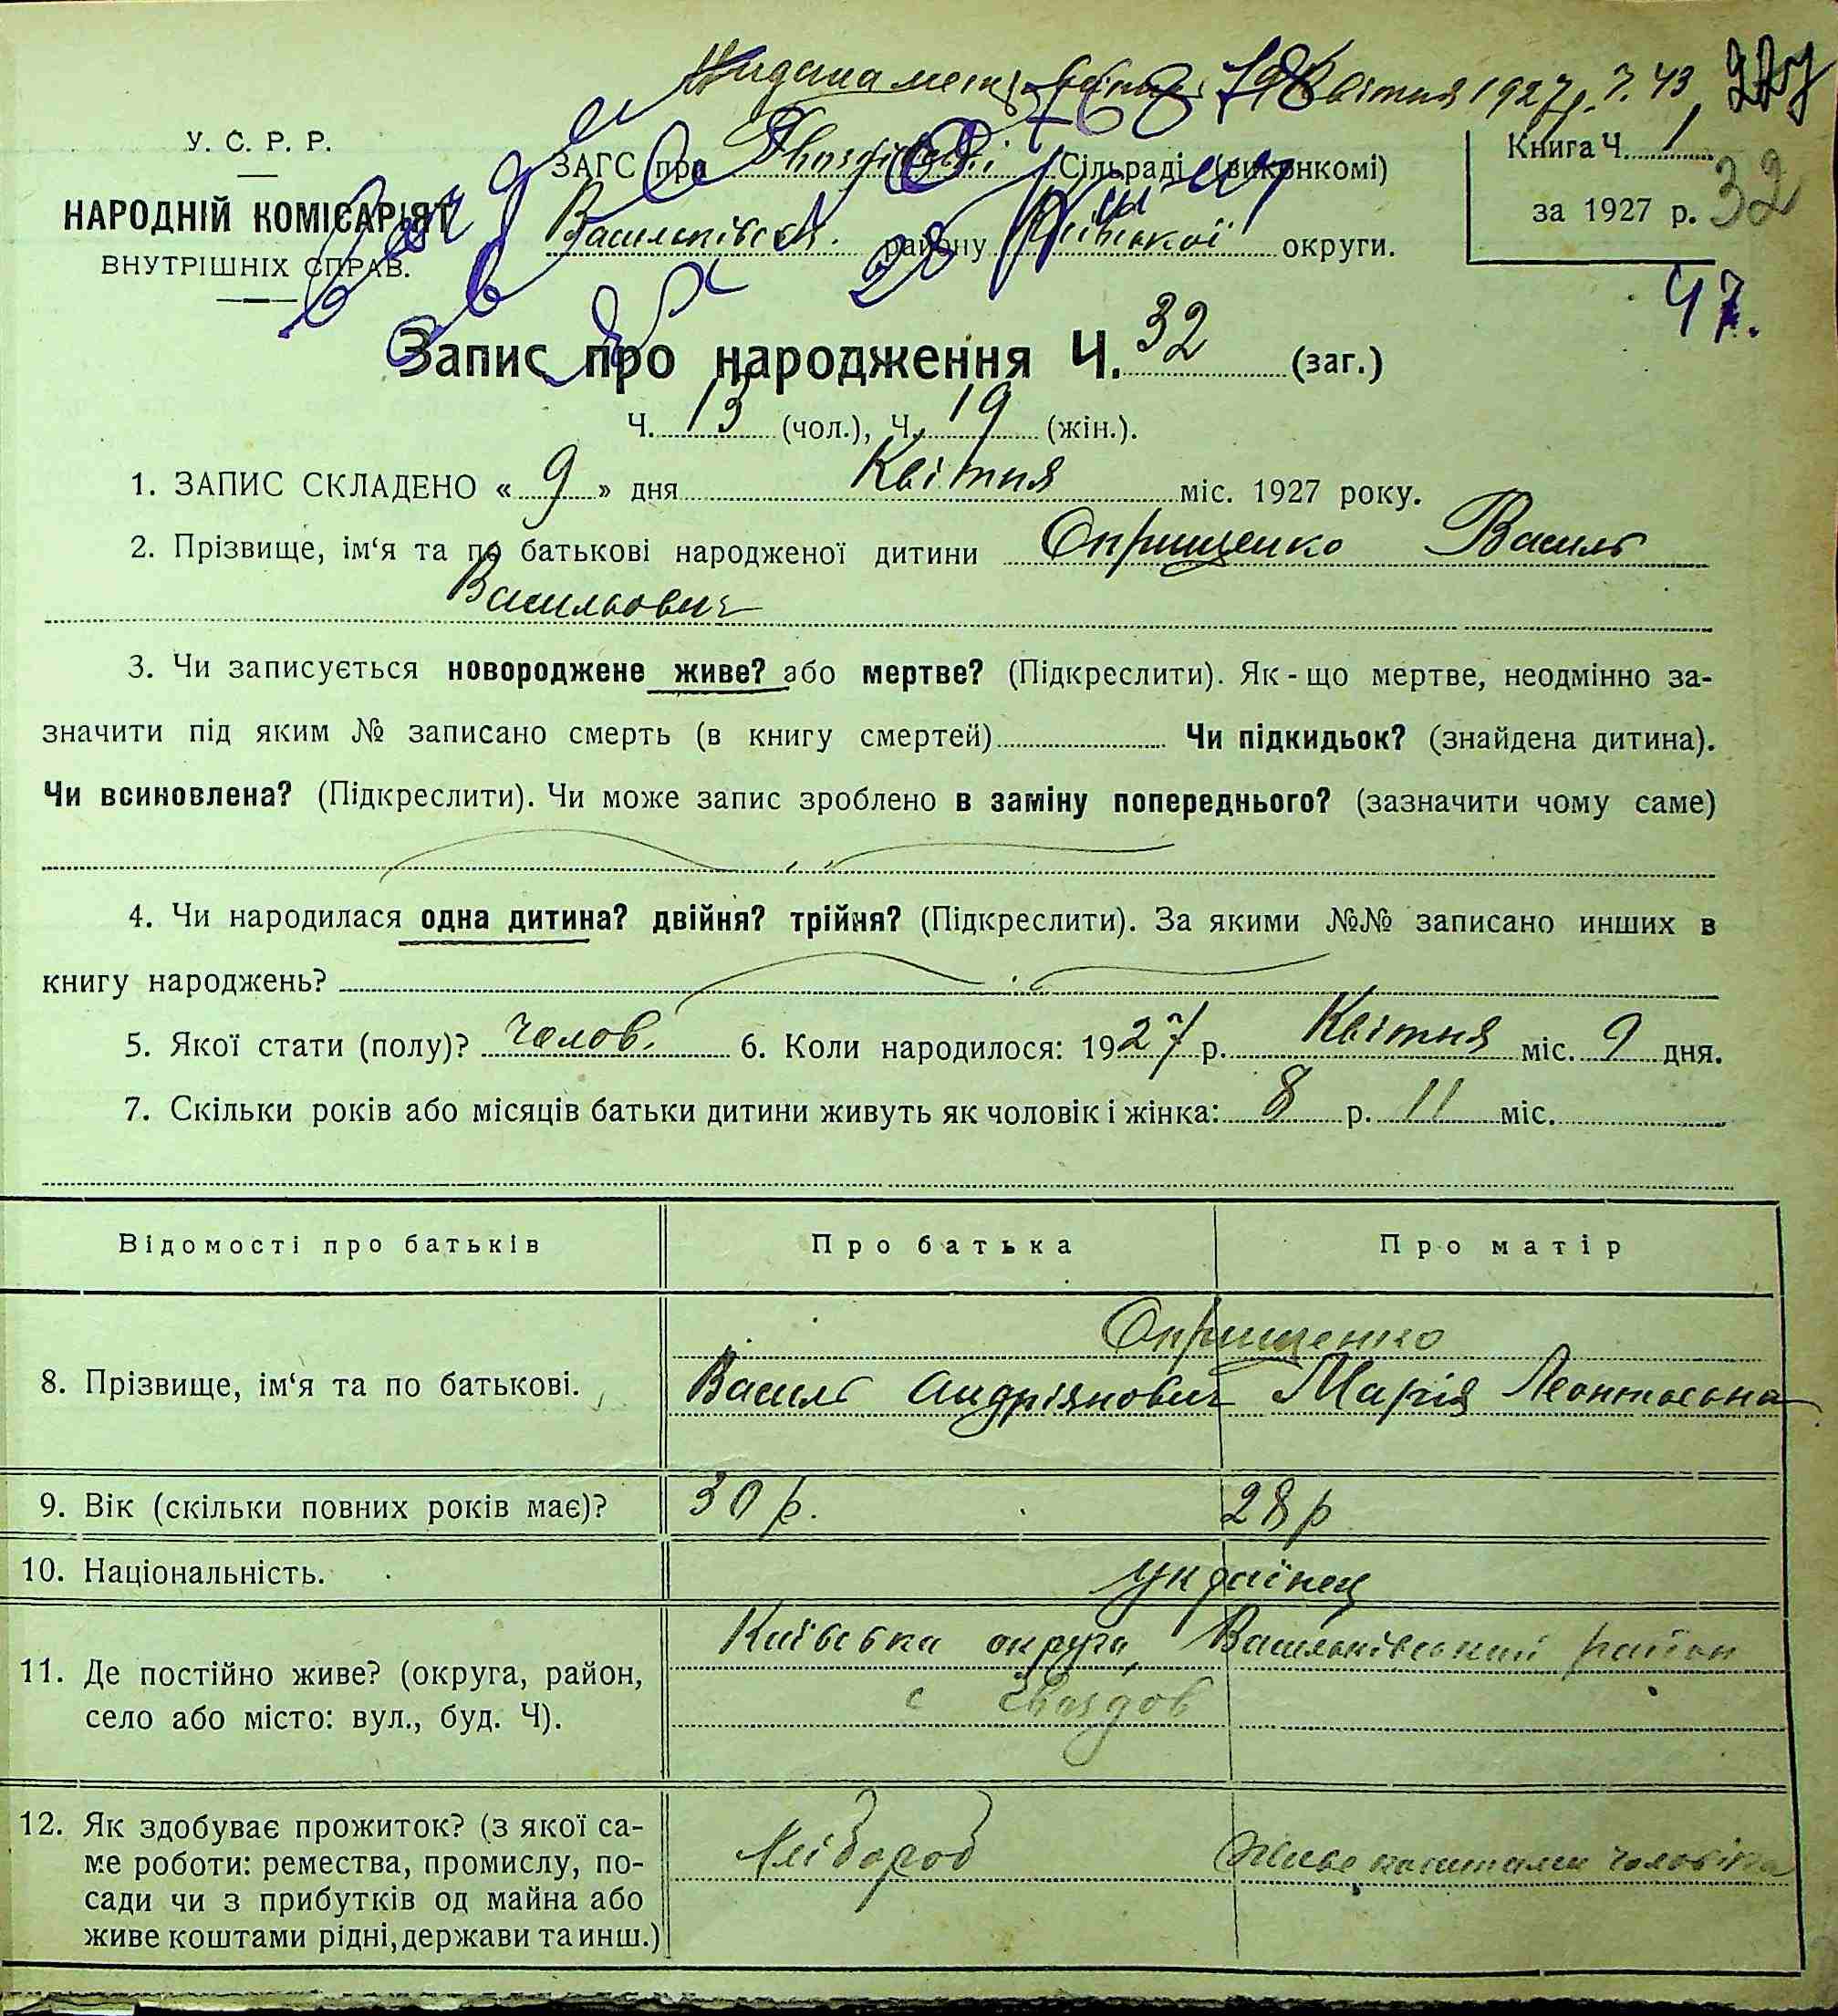 Квітня 1927 р. Ч. 43
У. С. Р. Р.
НАРОДНІЙ КОМІСАРІЯТ
ВНУТРІШНІХ СПРАВ.
ЗАГС при Сільраді (виконкомі)
Васильківськ. району Київської округи.
Книга Ч. 1
за 1927 р. 32
47.
Запис про народження Ч. 32 (заг.)
Ч. 13 (чол.), Ч. 19 (жін.).
1. ЗАПИС СКЛАДЕНО « 9 » дня Квітня міс. 1927 року.
2. Прізвище, ім‘я та по батькові народженої дитини Оприщенко Василь
Васильович
3. Чи записується новороджене живе? або мертве? (Підкреслити). Як-що мертве, неодмінно за-
значити під яким № записано смерть (в книгу смертей) Чи підкидьок? (знайдена дитина).
Чи всиновлена? (Підкреслити). Чи може запис зроблено в заміну попереднього? (зазначити чому саме)
4. Чи народилася одна дитина? двійня? трійня? (Підкреслити). За якими №№ записано инших в
книгу народжень?
5. Якої стати (полу)? чолов. 6. Коли народилося: 1927 р. Квітня міс. 9 дня.
7. Скільки років або місяців батьки дитини живуть як чоловік і жінка: 8 р. 11 міс.
Відомості про батьків Про батька Про матір
Оприщенко
8. Прізвище, ім‘я та по батькові. Василь Андріянович Марія Леонтьєвна
9. Вік (скільки повних років має)? 30 р. 28 р
10. Національність. українец
Київська округа, Васильківський район
11. Де постійно живе? (округа, район,
с Гвоздов
село або місто: вул., буд. Ч).
12. Як здобуває прожиток? (з якої са-
ме роботи: ремества, промислу, по- Хлібороб Живе коштами чоловіка
сади чи з прибутків од майна або
живе коштами рідні, держави та инш.)